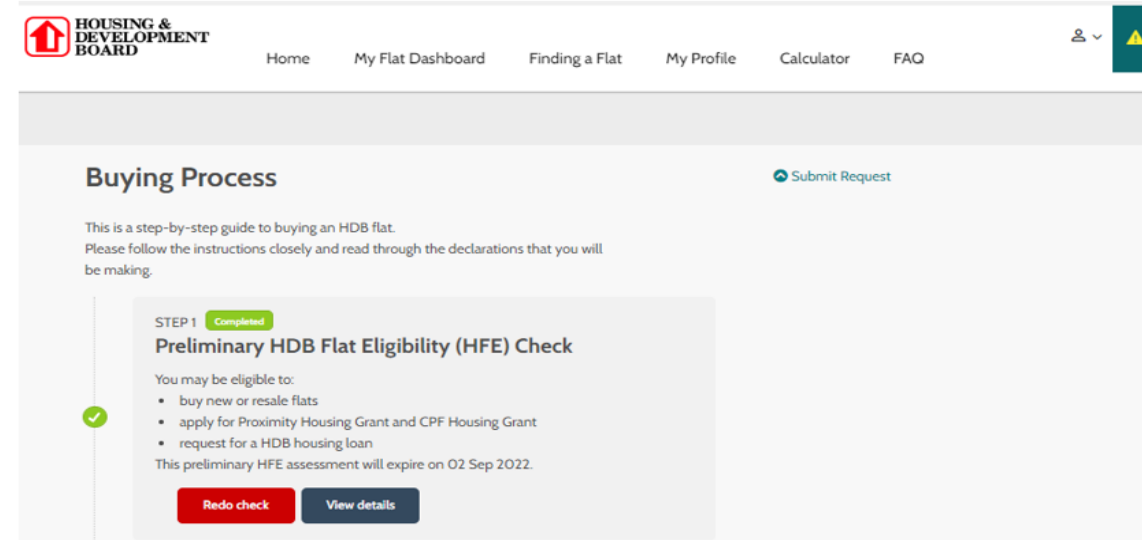 HOUSING &
DEVELOPMENT
BOARD
Home My Flat Dashboard Finding a Flat My Profile Calculator FAQ
Buying Process
Submit Request
This is a step-by-step guide to buying an HDB flat.
Please follow the instructions closely and read through the declarations that you will
be making.
STEP 1 Completed
Preliminary HDB Flat Eligibility (HFE) Check
You may be eligible to:
• buy new or resale flats
• apply for Proximity Housing Grant and CPF Housing Grant
• request for a HDB housing loan
This preliminary HFE assessment will expire on 02 Sep 2022.
Redo check View details